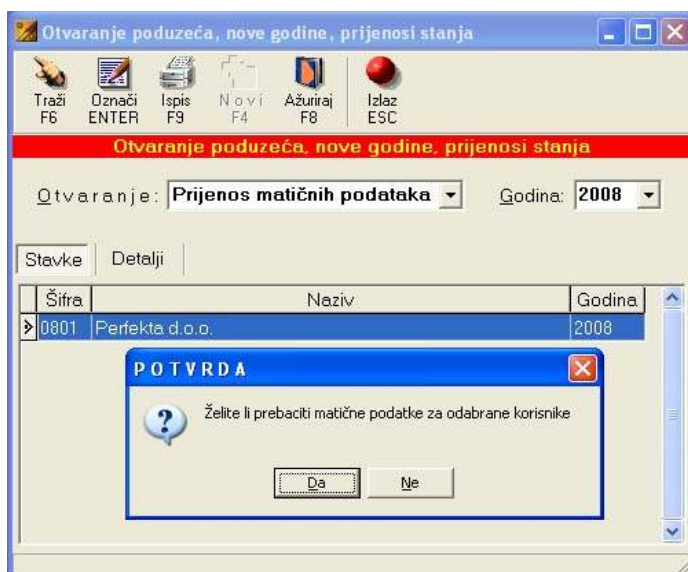 Otvaranje poduzeća, nove godine, prijenosi stanja
Traži Označi Ispis Novi Ažuriraj Izlaz
F6 ENTER F9 F4 F8 ESC
Otvaranje poduzeća, nove godine, prijenosi stanja
Otvaranje: Prijenos matičnih podataka Godina: 2008
Stavke Detalji
Šifra Naziv Godina
0801 Perfekta d.o.o. 2008
POTVRDA
Želite li prebaciti matične podatke za odabrane korisnike
Da Ne